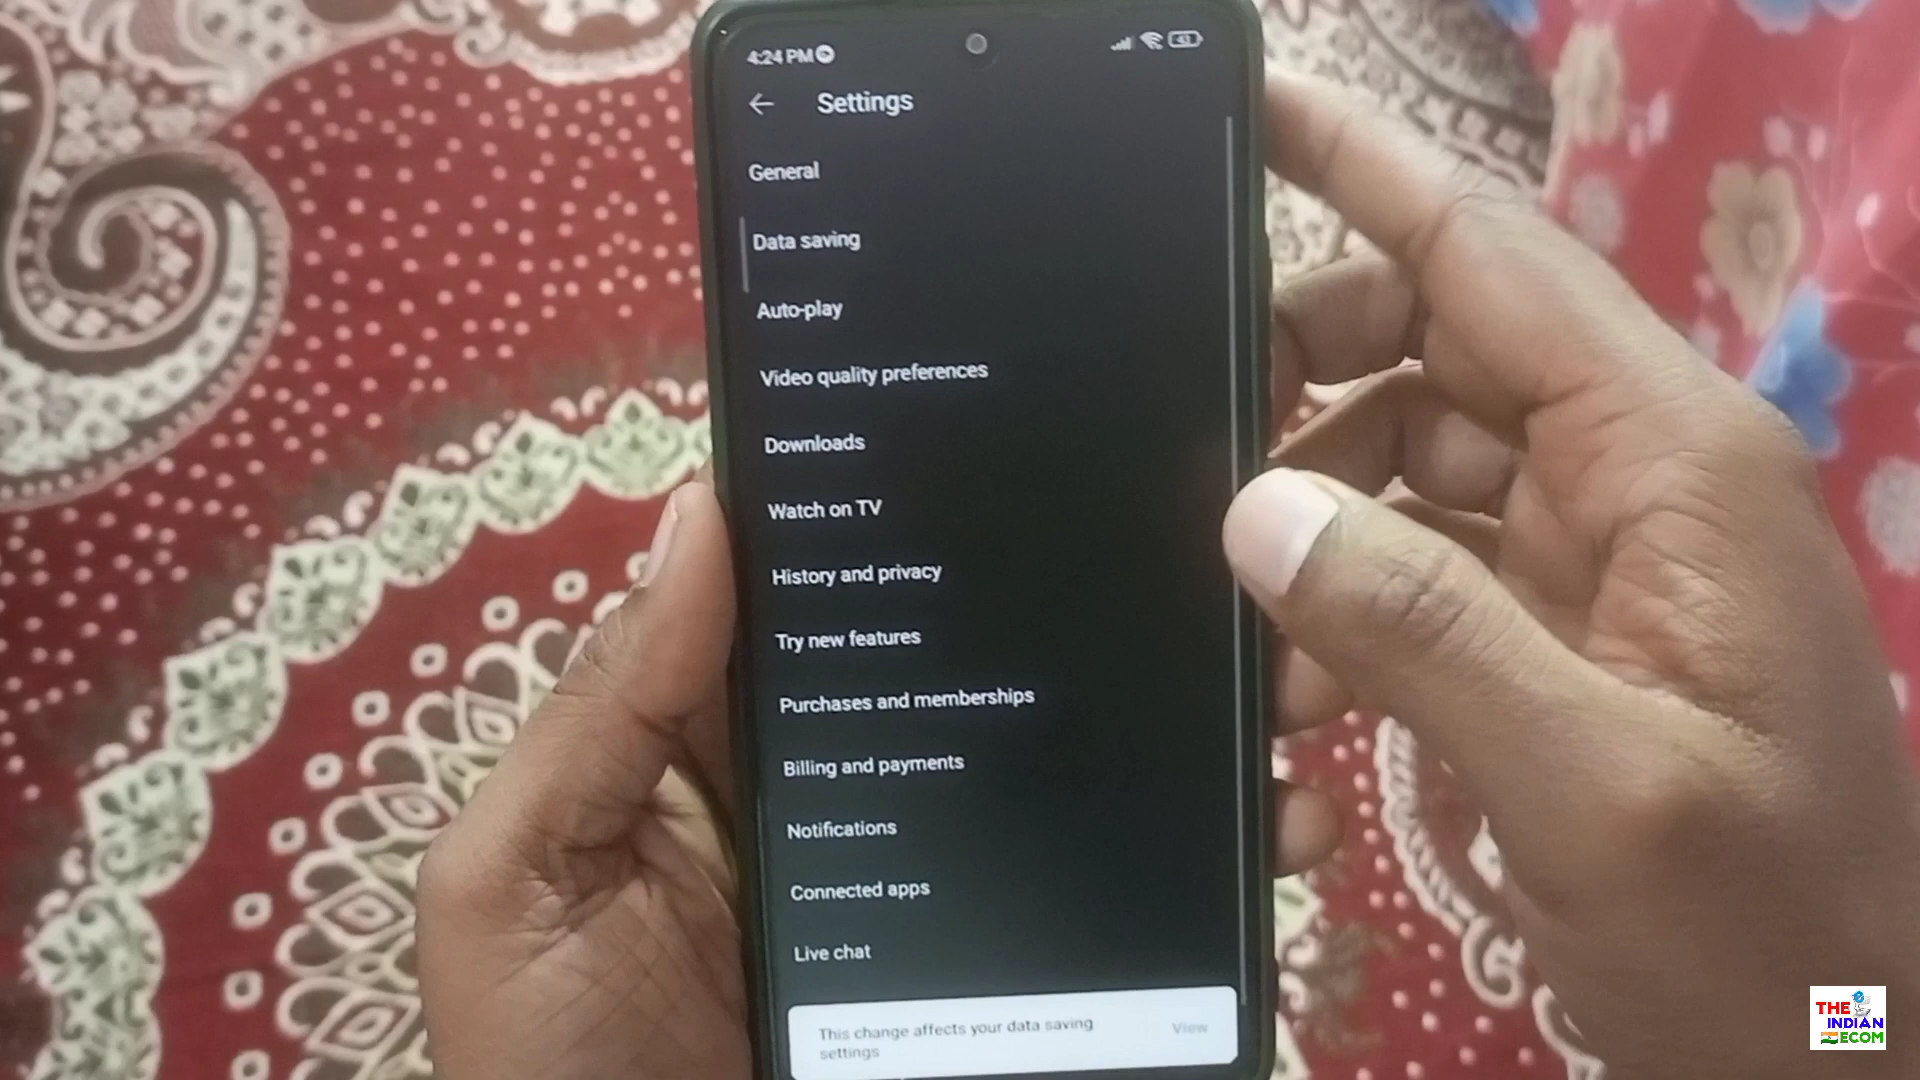 4:24 PM
43
Settings
General
Data saving
Auto-play
Video quality preferences
Downloads
Watch on TV
History and privacy
Try new features
Purchases and memberships
Billing and payments
Notifications
Connected apps
Live chat
This change affects your data saving
settings
View
THE
INDIAN
ECOM